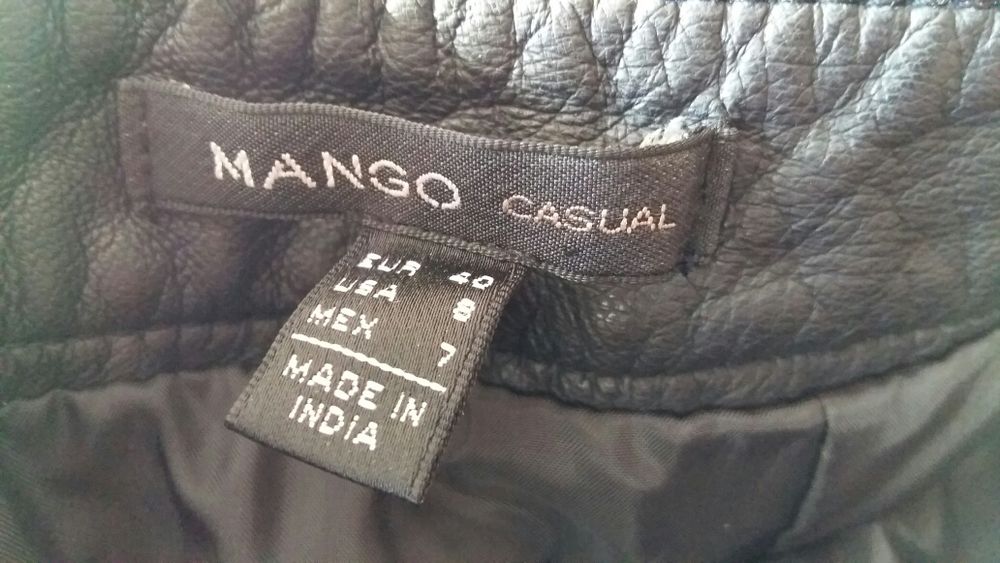 MANGO CASUAL
EUR 40
USA 8
MEX 7
MADE IN
INDIA